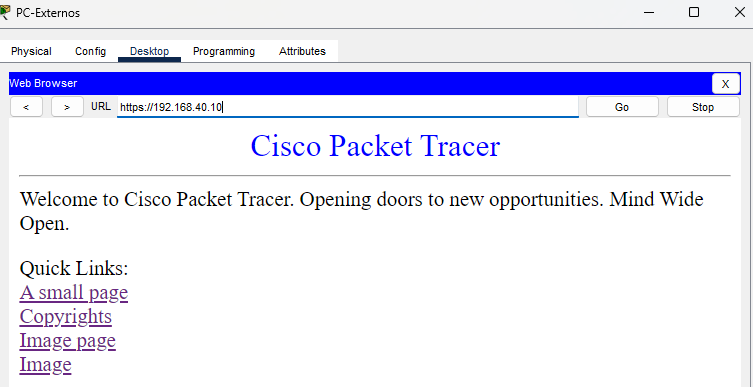 PC-Externos
Physical Config Desktop Programming Attributes
Web Browser X
< > URL https://192.168.40.10 Go Stop
Cisco Packet Tracer
Welcome to Cisco Packet Tracer. Opening doors to new opportunities. Mind Wide
Open.
Quick Links:
A small page
Copyrights
Image page
Image